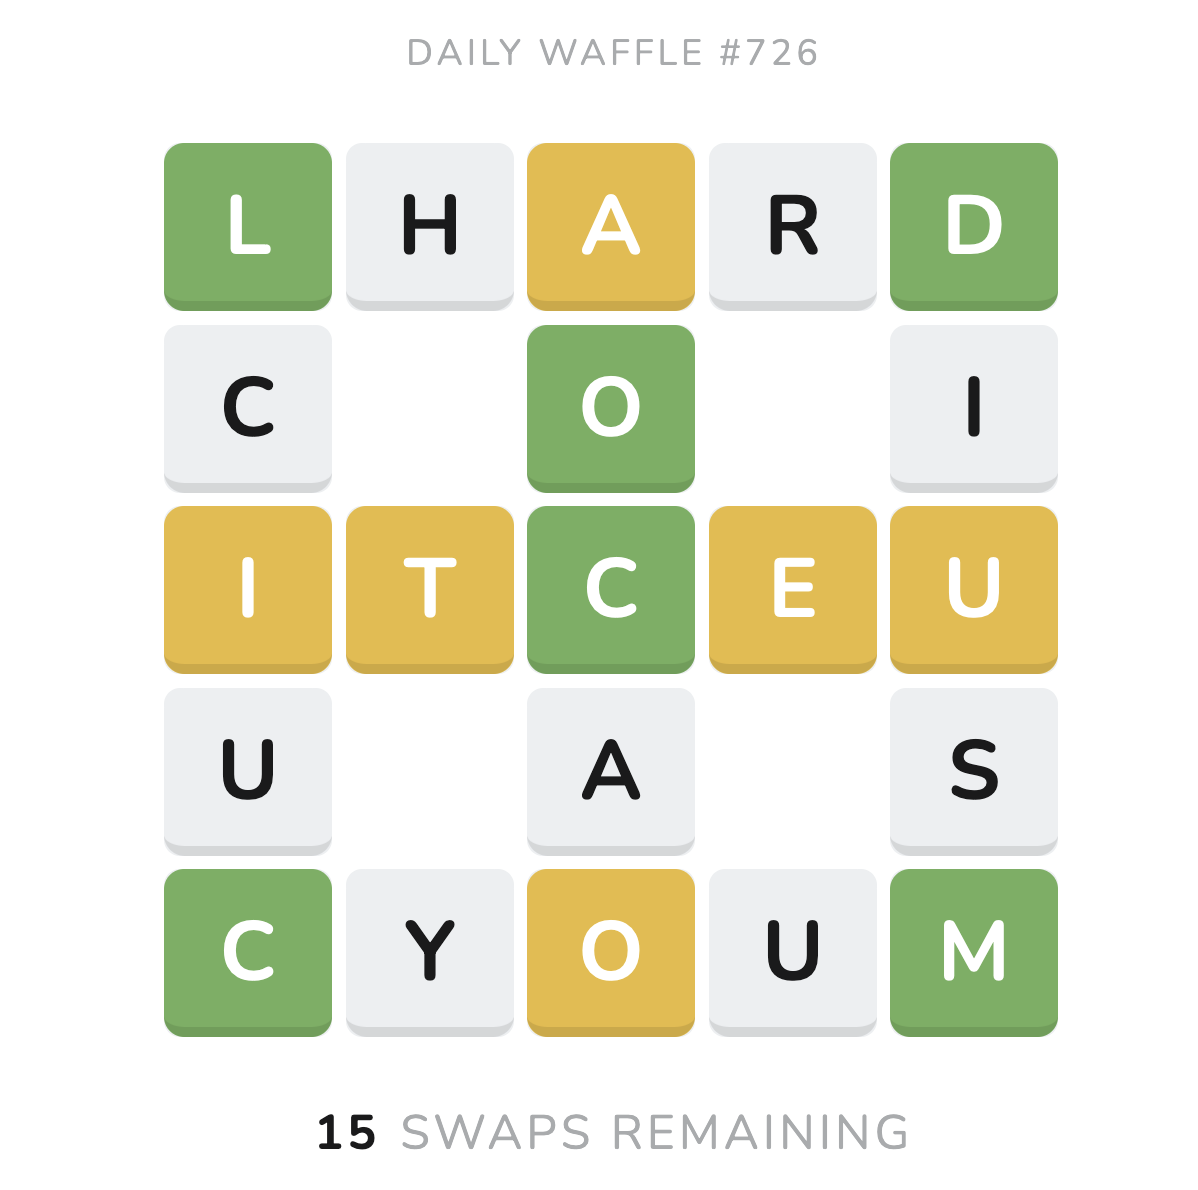 DAILY WAFFLE #726
L H A R D
C O I
I T C E U
U A S
C Y O U M
15 SWAPS REMAINING